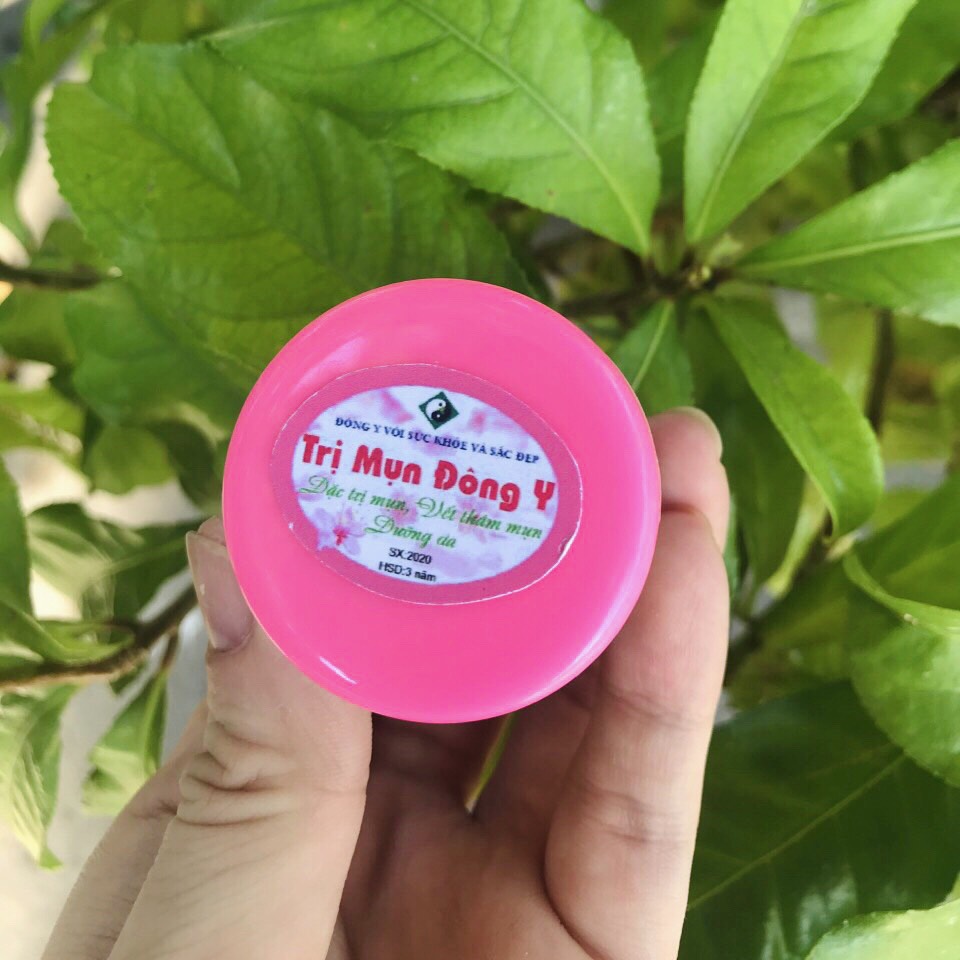 ĐÔNG Y VỚI SỨC KHỎE VÀ SẮC ĐẸP
Trị Mụn Đông Y
Đặc trị mụn, Vết thâm mụn
Dưỡng da
SX.2020
HSD:3 năm